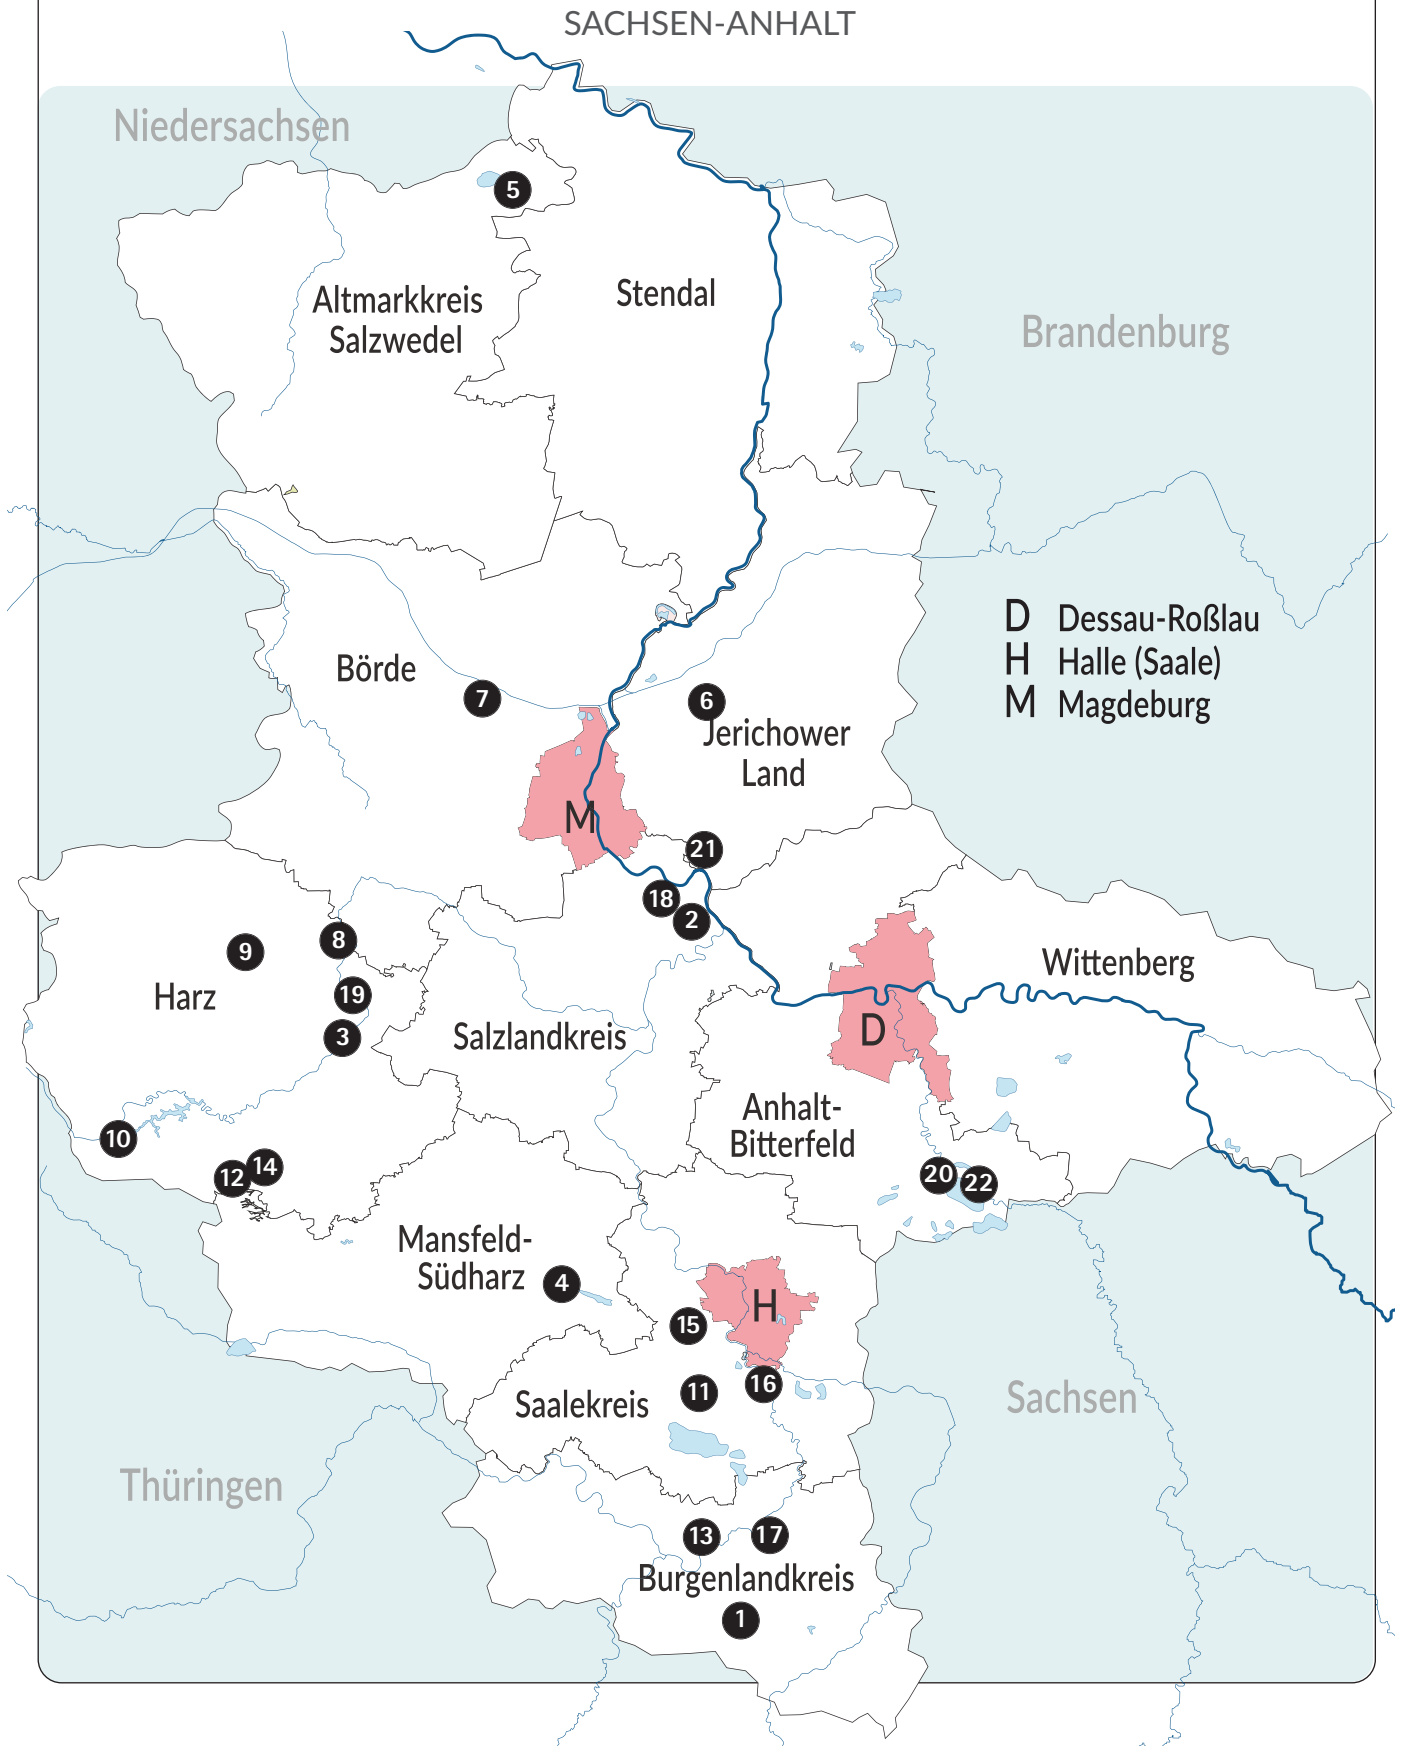 SACHSEN-ANHALT
Niedersachsen
5
Altmarkkreis
Salzwedel
Stendal
Brandenburg
D Dessau-Roßlau
H Halle (Saale)
M Magdeburg
Börde
7
6
Jerichower
Land
M
21
18
2
9
8
Harz
19
3
Salzlandkreis
Wittenberg
D
Anhalt-
Bitterfeld
10
12
14
20
22
Mansfeld-
Südharz
4
H
15
11
16
Saalekreis
Sachsen
Thüringen
13
17
Burgenlandkreis
1